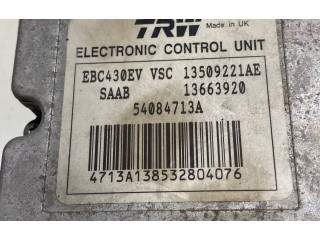 TRW
Made in UK
ELECTRONIC CONTROL UNIT
EBC430EV VSC 13509221AE
SAAB 13663920
54084713A
4713A138532804076